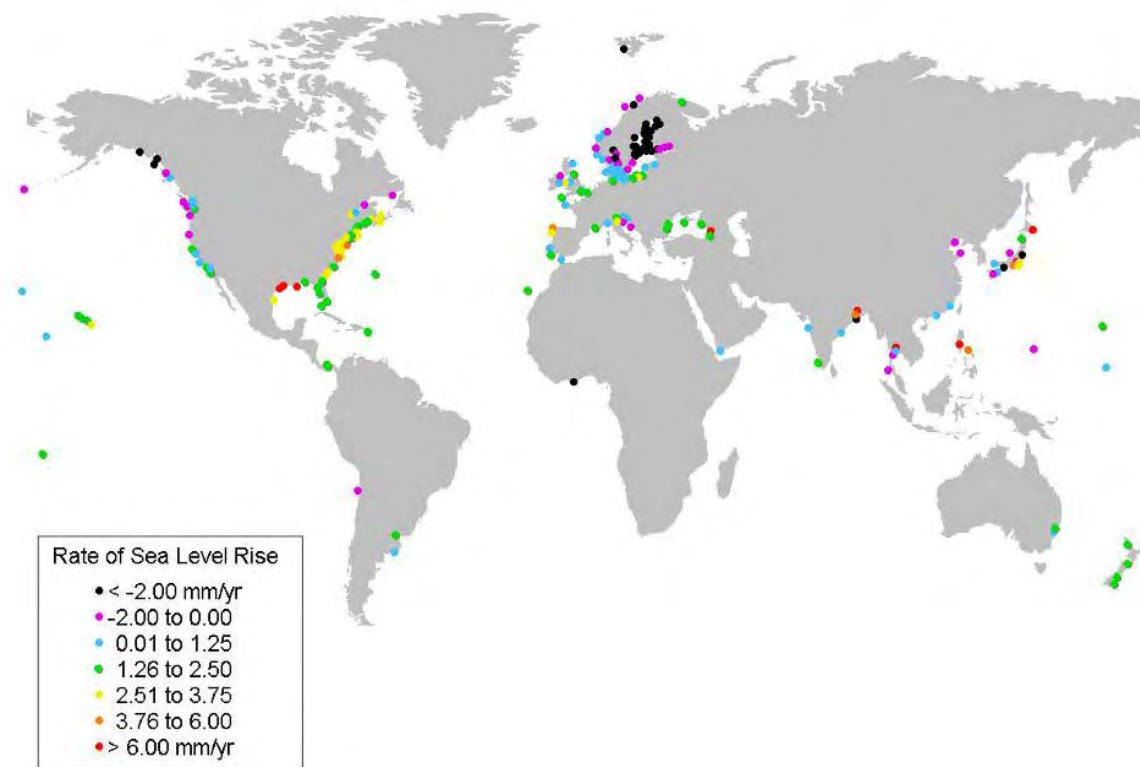 Rate of Sea Level Rise
< -2.00 mm/yr
-2.00 to 0.00
0.01 to 1.25
1.26 to 2.50
2.51 to 3.75
3.76 to 6.00
> 6.00 mm/yr